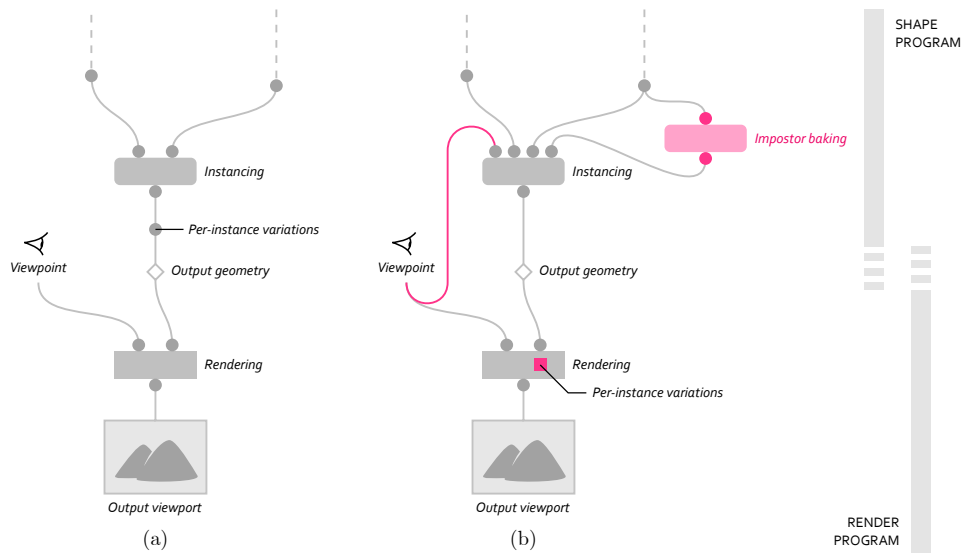 SHAPE
PROGRAM
Impostor baking
Instancing
Instancing
Per-instance variations
Viewpoint
Output geometry
Viewpoint
Output geometry
Rendering
Rendering
Per-instance variations
Output viewport
Output viewport
(a)
(b)
RENDER
PROGRAM